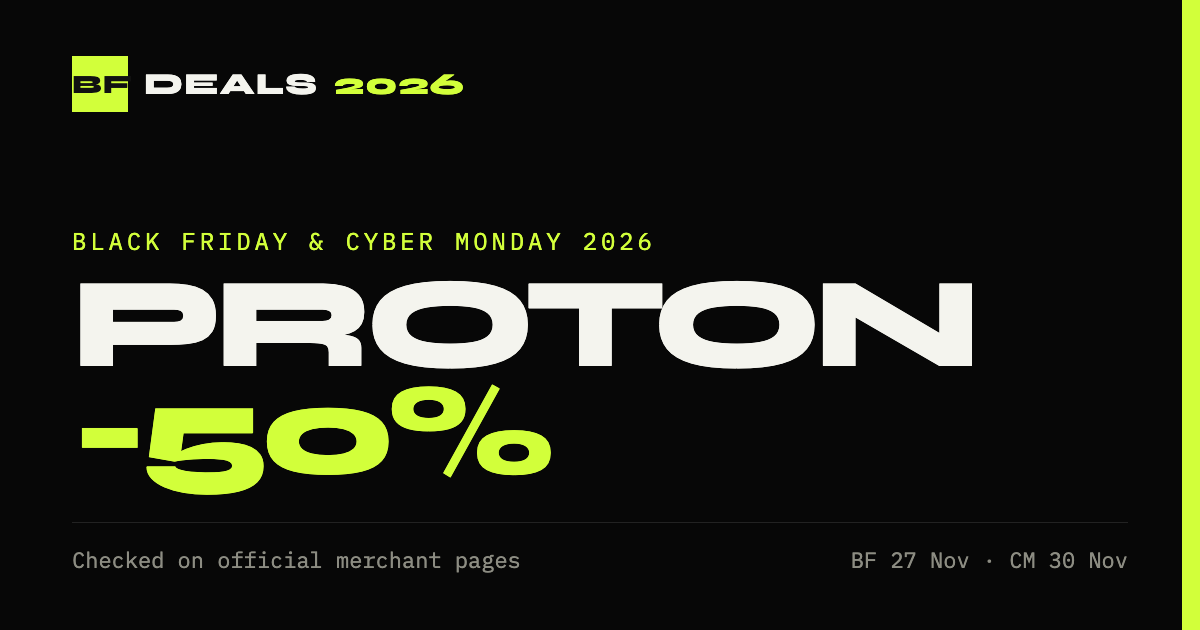 BF DEALS 2026
BLACK FRIDAY & CYBER MONDAY 2026
PROTON
-50%
Checked on official merchant pages
BF 27 Nov · CM 30 Nov